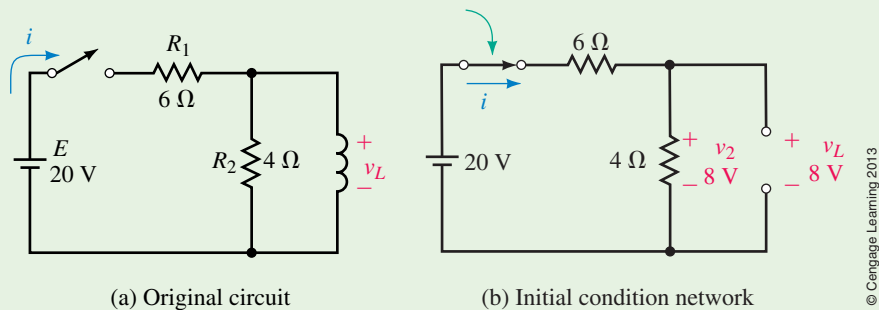 i
R1
6 Ω
E
20 V
R2
4 Ω
+
vL
−
(a) Original circuit
6 Ω
i
20 V
4 Ω
+
v2
− 8 V
+
vL
− 8 V
(b) Initial condition network
© Cengage Learning 2013